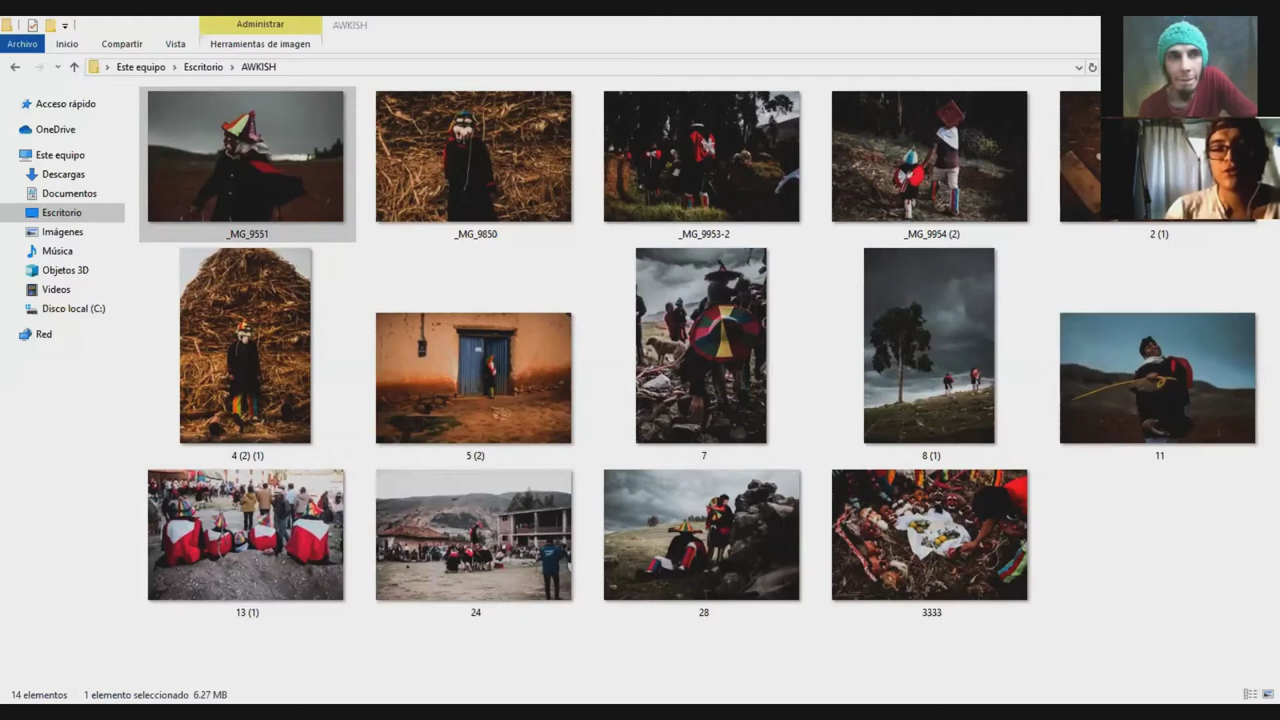 Administrar
AWKISH
Archivo
Inicio
Compartir
Vista
Herramientas de imagen
Este equipo
Escritorio
AWKISH
Acceso rápido
OneDrive
Este equipo
Descargas
Documentos
Escritorio
Imágenes
Música
Objetos 3D
Videos
Disco local (C:)
Red
_MG_9551
_MG_9850
_MG_9953-2
_MG_9954 (2)
2 (1)
4 (2) (1)
5 (2)
7
8 (1)
11
13 (1)
24
28
3333
14 elementos
1 elemento seleccionado 6.27 MB